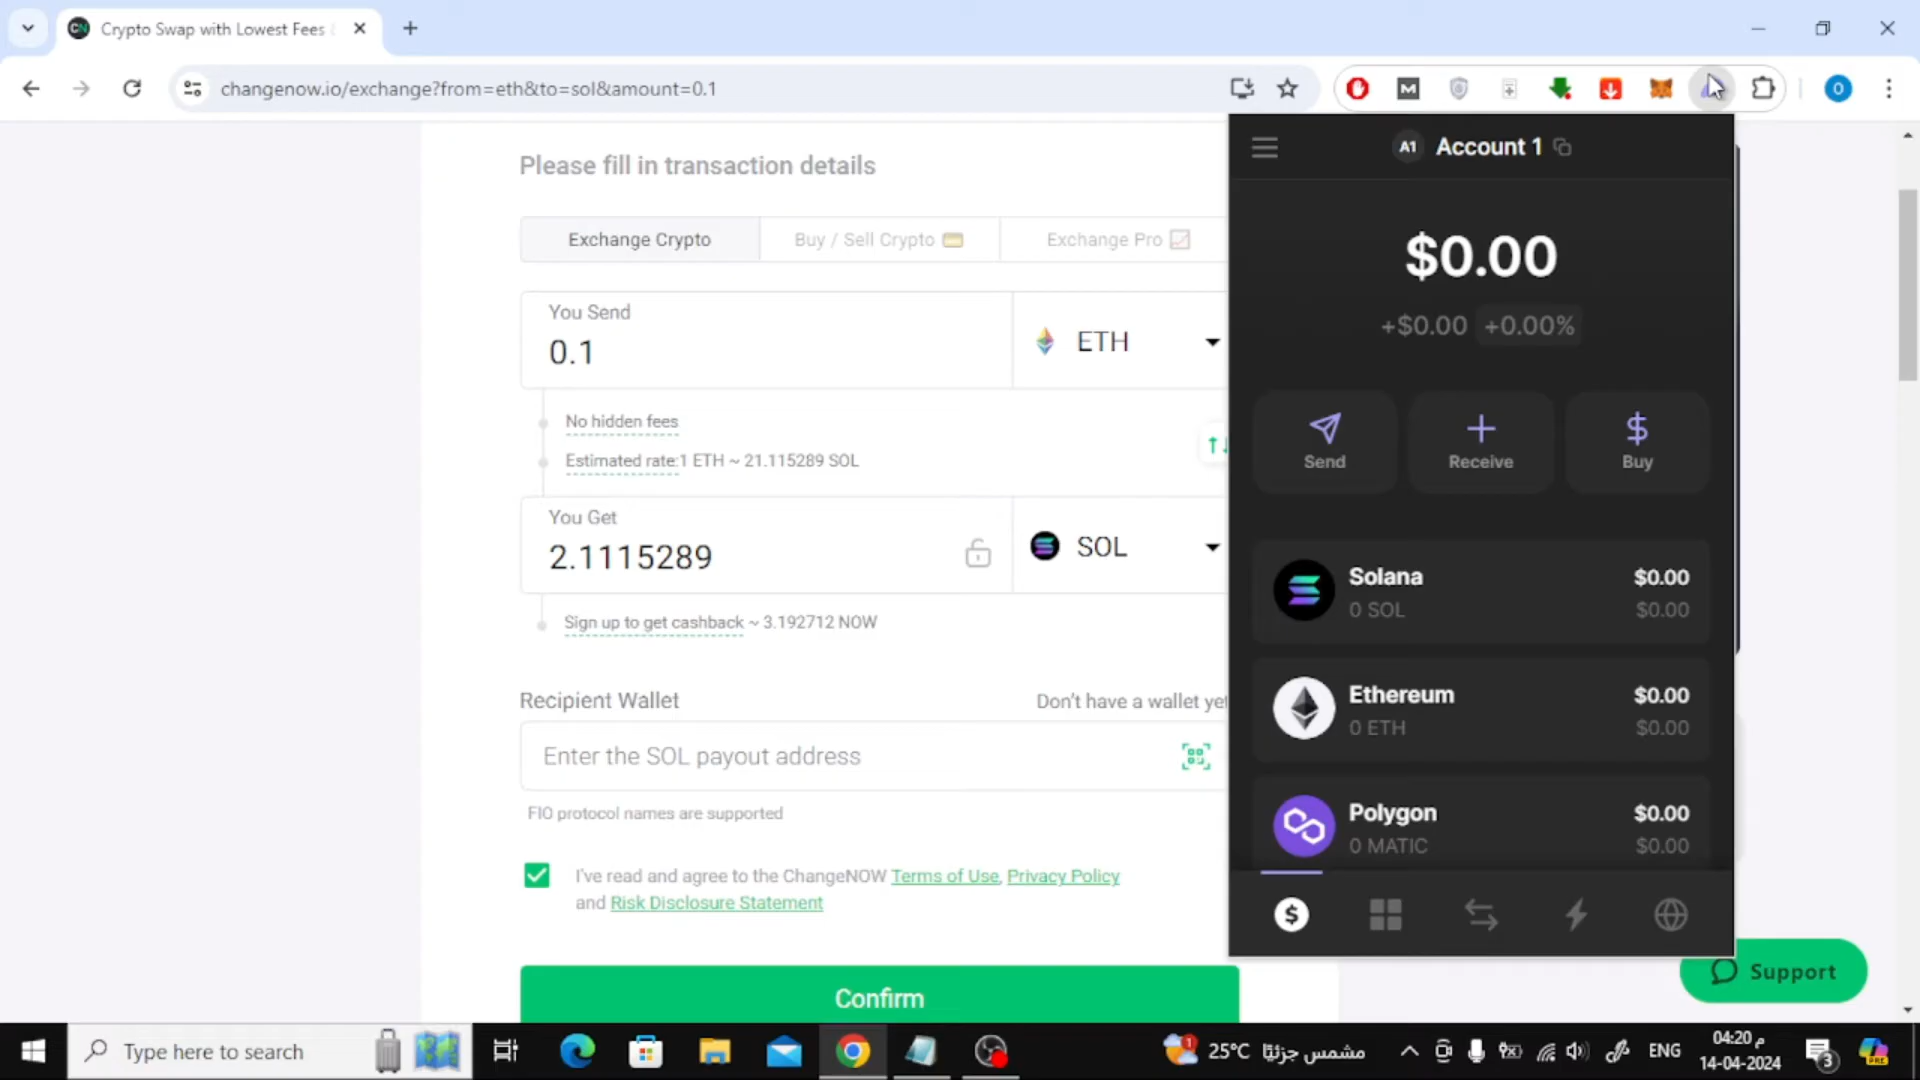 Crypto Swap with Lowest Fees
changenow.io/exchange?from=eth&to=sol&amount=0.1
O
Please fill in transaction details
Exchange Crypto
Buy / Sell Crypto
Exchange Pro
You Send
0.1
ETH
No hidden fees
Estimated rate:1 ETH ~ 21.115289 SOL
You Get
2.1115289
SOL
Sign up to get cashback ~ 3.192712 NOW
Recipient Wallet
Don't have a wallet yet
Enter the SOL payout address
FIO protocol names are supported
I've read and agree to the ChangeNOW Terms of Use, Privacy Policy
and Risk Disclosure Statement
Confirm
A1 Account 1
$0.00
+$0.00 +0.00%
Send
Receive
Buy
Solana $0.00
0 SOL $0.00
Ethereum $0.00
0 ETH $0.00
Polygon $0.00
0 MATIC $0.00
Support
Type here to search
25°C مشمس جزئيًا
ENG
04:20 م
14-04-2024
3